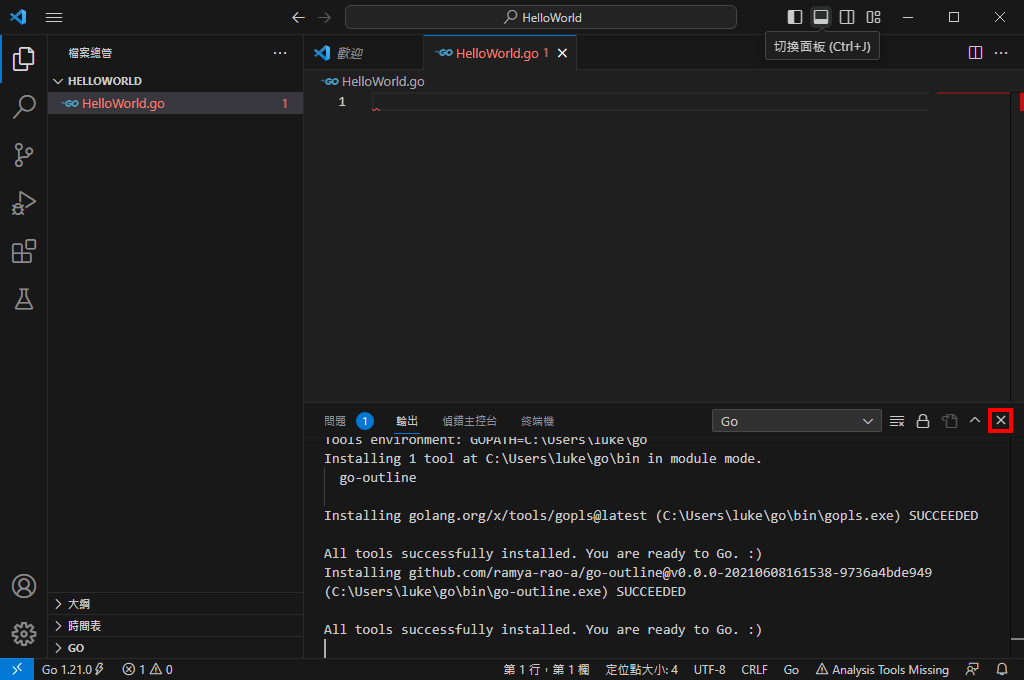 HelloWorld
切換面板 (Ctrl+J)
檔案總管
HELLOWORLD
HelloWorld.go 1
歡迎
HelloWorld.go 1
HelloWorld.go
1
問題 1 輸出 偵錯主控台 終端機 Go
Tools environment: GOPATH=C:\Users\luke\go
Installing 1 tool at C:\Users\luke\go\bin in module mode.
go-outline
Installing golang.org/x/tools/gopls@latest (C:\Users\luke\go\bin\gopls.exe) SUCCEEDED
All tools successfully installed. You are ready to Go. :)
Installing github.com/ramya-rao-a/go-outline@v0.0.0-20210608161538-9736a4bde949
(C:\Users\luke\go\bin\go-outline.exe) SUCCEEDED
All tools successfully installed. You are ready to Go. :)
大綱
時間表
GO
Go 1.21.0 1 0 第 1 行，第 1 欄 定位點大小: 4 UTF-8 CRLF Go Analysis Tools Missing